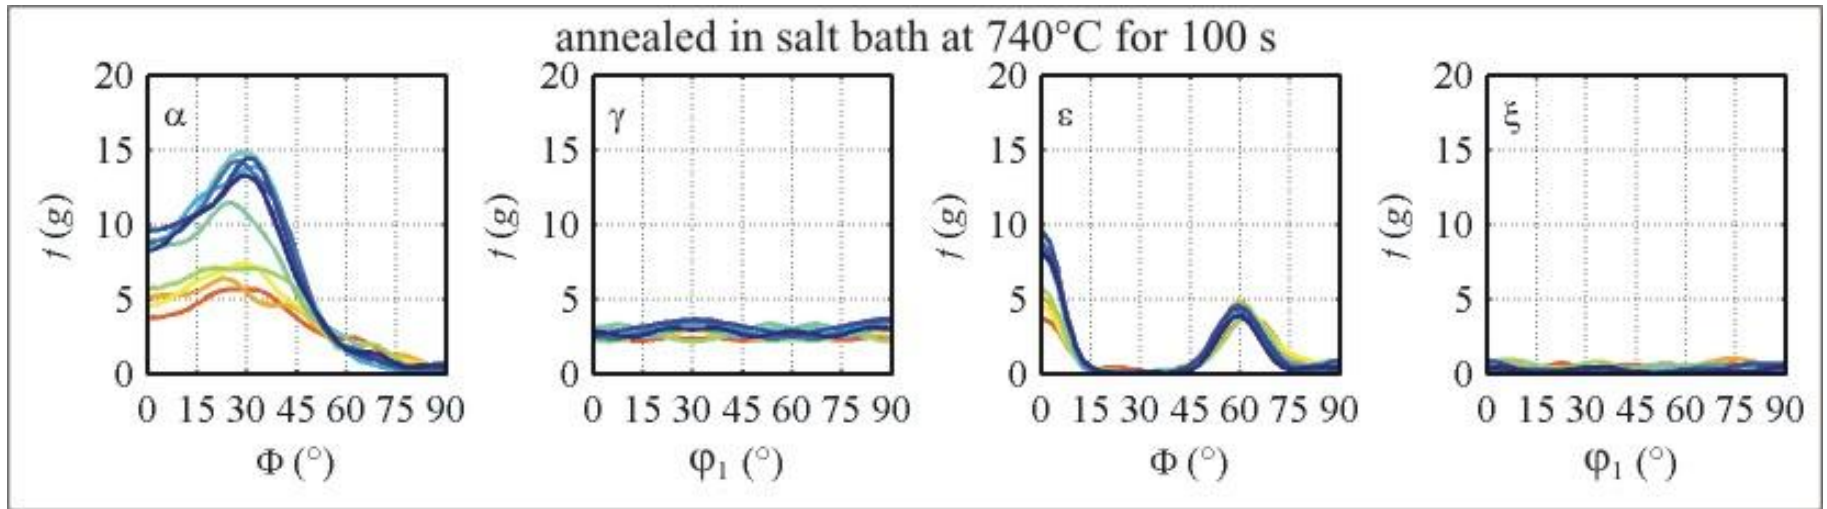 annealed in salt bath at 740°C for 100 s
20 20 20 20
α γ ε ξ
15 15 15 15
f (g) f (g) f (g) f (g)
10 10 10 10
5 5 5 5
0 0 0 0
0 15 30 45 60 75 90 0 15 30 45 60 75 90 0 15 30 45 60 75 90 0 15 30 45 60 75 90
Φ (°) φ₁ (°) Φ (°) φ₁ (°)